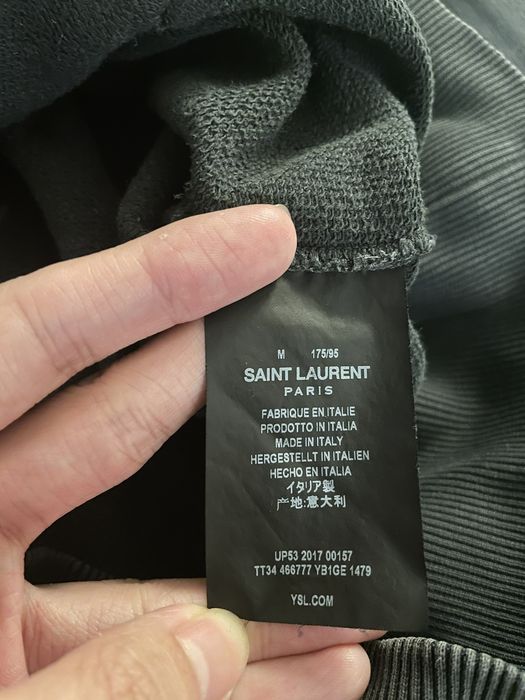 M 175/95
SAINT LAURENT
PARIS
FABRIQUE EN ITALIE
PRODOTTO IN ITALIA
MADE IN ITALY
HERGESTELLT IN ITALIEN
HECHO EN ITALIA
イタリア製
产地:意大利
UP53 2017 00157
TT34 466777 YB1GE 1479
YSL.COM